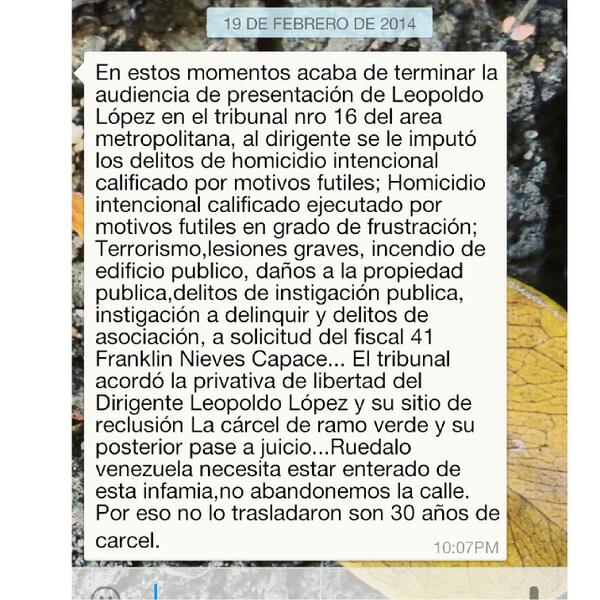 19 DE FEBRERO DE 2014
En estos momentos acaba de terminar la
audiencia de presentación de Leopoldo
López en el tribunal nro 16 del area
metropolitana, al dirigente se le imputó
los delitos de homicidio intencional
calificado por motivos futiles; Homicidio
intencional calificado ejecutado por
motivos futiles en grado de frustración;
Terrorismo,lesiones graves, incendio de
edificio publico, daños a la propiedad
publica,delitos de instigación publica,
instigación a delinquir y delitos de
asociación, a solicitud del fiscal 41
Franklin Nieves Capace... El tribunal
acordó la privativa de libertad del
Dirigente Leopoldo López y su sitio de
reclusión La cárcel de ramo verde y su
posterior pase a juicio...Ruedalo
venezuela necesita estar enterado de
esta infamia,no abandonemos la calle.
Por eso no lo trasladaron son 30 años de
carcel.
10:07PM